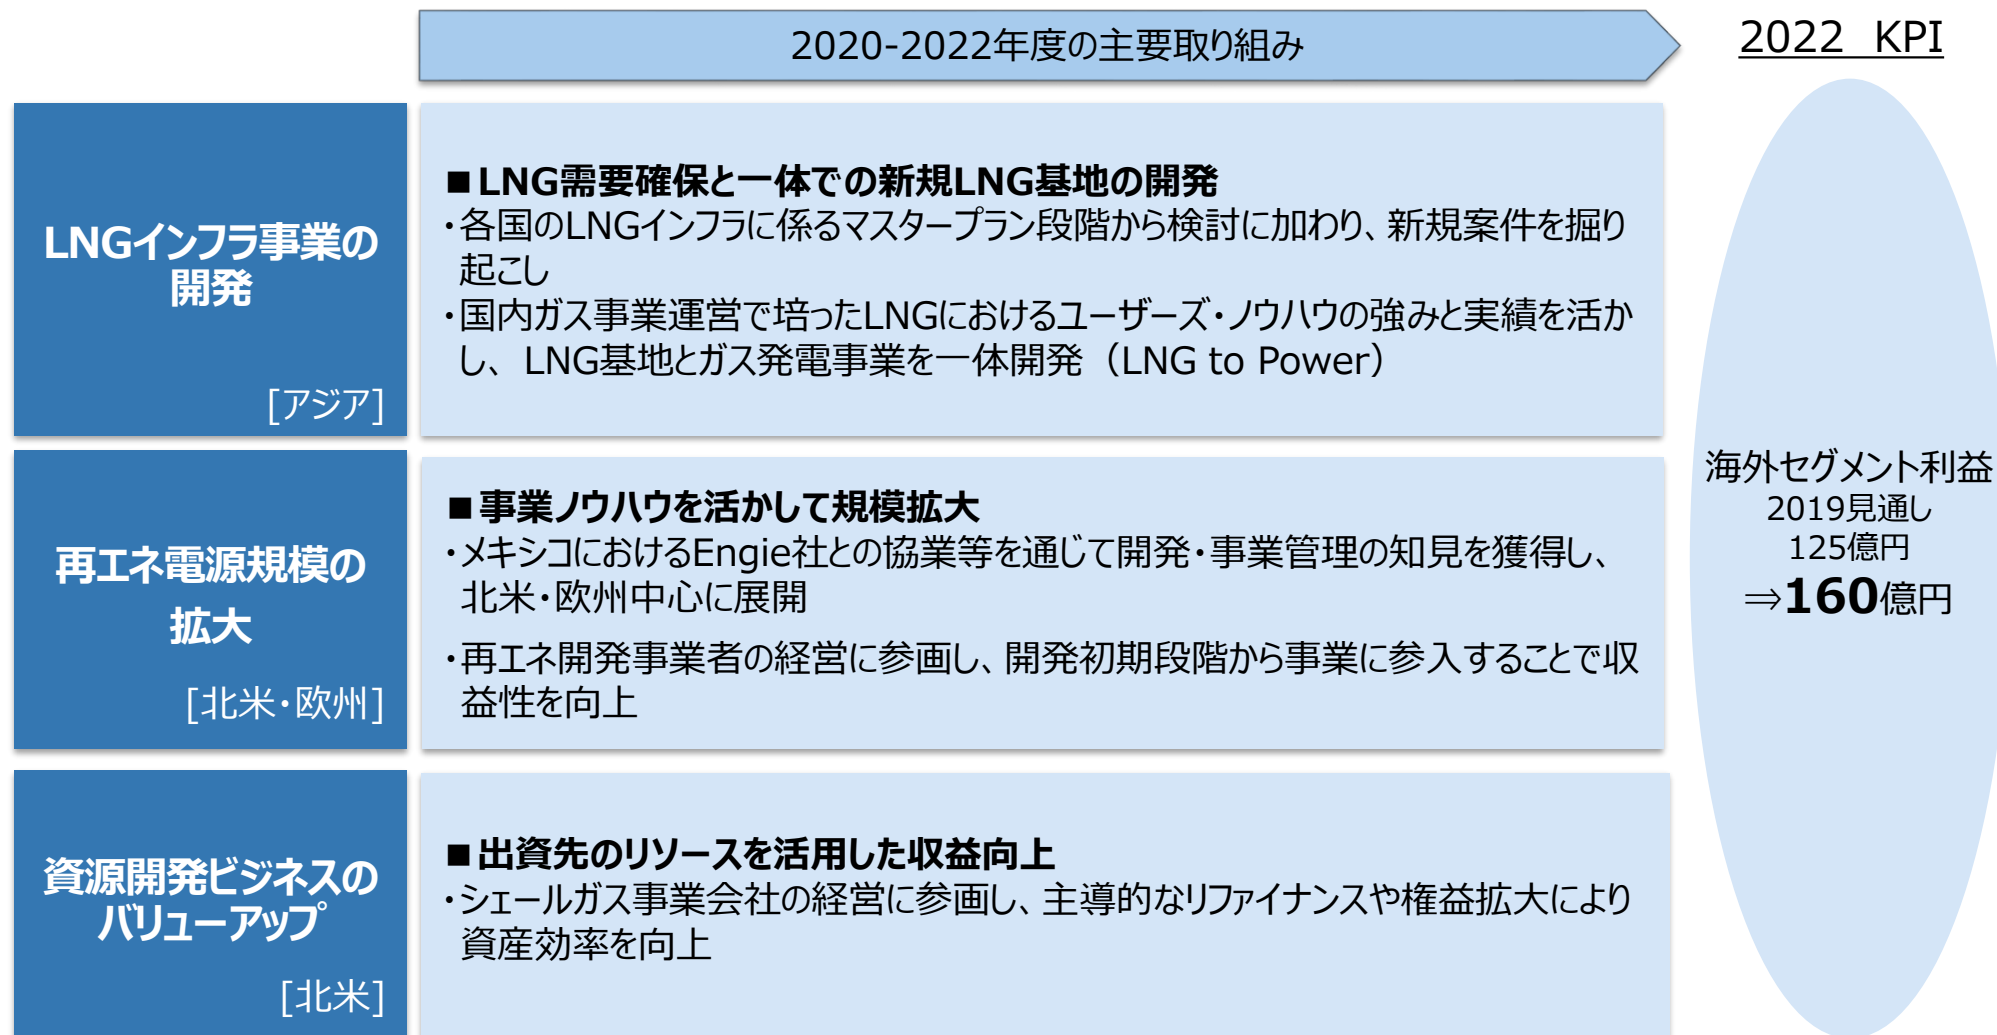 2020-2022年度の主要取り組み
2022 KPI
LNGインフラ事業の
開発
[アジア]
■LNG需要確保と一体での新規LNG基地の開発
・各国のLNGインフラに係るマスタープラン段階から検討に加わり、新規案件を掘り
起こし
・国内ガス事業運営で培ったLNGにおけるユーザーズ・ノウハウの強みと実績を活か
し、LNG基地とガス発電事業を一体開発（LNG to Power）
再エネ電源規模の
拡大
[北米・欧州]
■事業ノウハウを活かして規模拡大
・メキシコにおけるEngie社との協業等を通じて開発・事業管理の知見を獲得し、
北米・欧州中心に展開
・再エネ開発事業者の経営に参画し、開発初期段階から事業に参入することで収
益性を向上
資源開発ビジネスの
バリューアップ
[北米]
■出資先のリソースを活用した収益向上
・シェールガス事業会社の経営に参画し、主導的なリファイナンスや権益拡大により
資産効率を向上
海外セグメント利益
2019見通し
125億円
⇒160億円